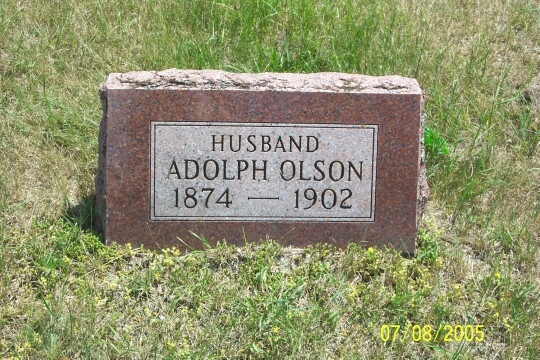 HUSBAND
ADOLPH OLSON
1874 — 1902
07/08/2005